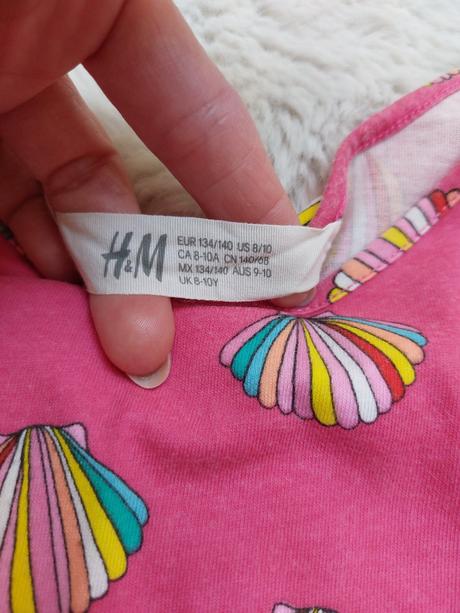 H&M
EUR 134/140 US 8/10
CA 8-10A CN 140/68
MX 134/140 AUS 9-10
UK 8-10Y